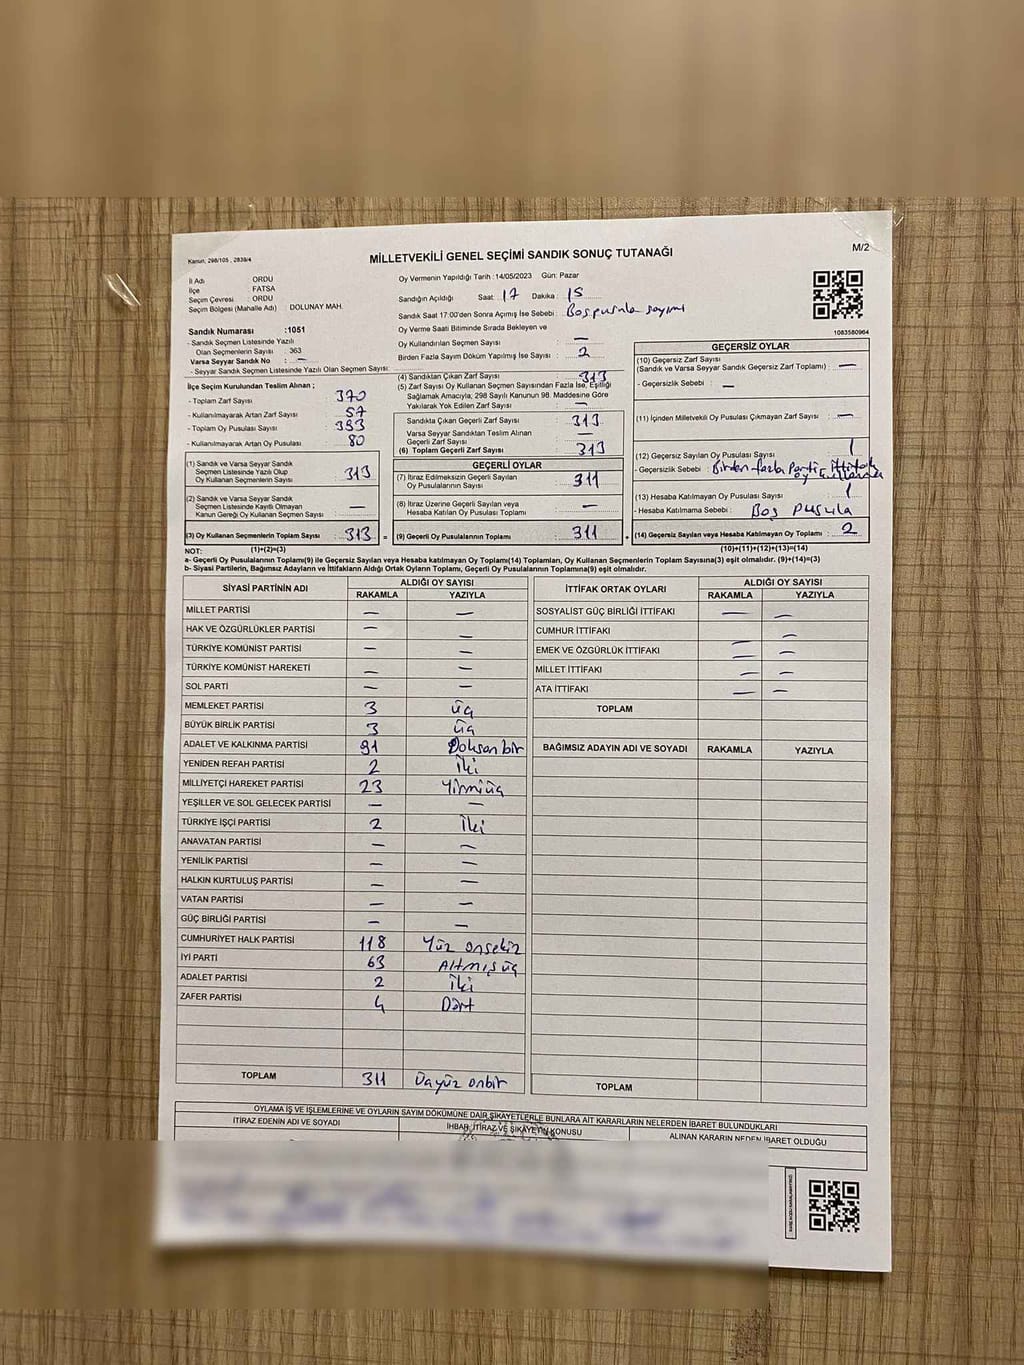 Kanun, 298/105 , 2839/4
MİLLETVEKİLİ GENEL SEÇİMİ SANDIK SONUÇ TUTANAĞI
M/2
İl Adı : ORDU
İlçe : FATSA
Seçim Çevresi : ORDU
Seçim Bölgesi (Mahalle Adı) : DOLUNAY MAH.
Oy Vermenin Yapıldığı Tarih : 14/05/2023 Gün: Pazar
Sandığın Açıldığı Saat : 17 Dakika : 15
Sandık Saat 17:00'den Sonra Açımış İse Sebebi : Boş pusula sayımı
1083580964
Sandık Numarası :1051
- Sandık Seçmen Listesinde Yazılı
Olan Seçmenlerin Sayısı : 363
Varsa Seyyar Sandık No : —
- Seyyar Sandık Seçmen Listesinde Yazılı Olan Seçmen Sayısı:
Oy Verme Saati Bitiminde Sırada Bekleyen ve
Oy Kullandırılan Seçmen Sayısı : —
Birden Fazla Sayım Döküm Yapılmış İse Sayısı : 2
İlçe Seçim Kurulundan Teslim Alınan ;
- Toplam Zarf Sayısı : 370
- Kullanılmayarak Artan Zarf Sayısı : 57
- Toplam Oy Pusulası Sayısı : 393
- Kullanılmayarak Artan Oy Pusulası : 80
(1) Sandık ve Varsa Seyyar Sandık
Seçmen Listesinde Yazılı Olup
Oy Kullanan Seçmenlerin Sayısı : 313
(2) Sandık ve Varsa Seyyar Sandık
Seçmen Listesinde Kayıtlı Olmayan
Kanun Gereği Oy Kullanan Seçmen Sayısı : —
(3) Oy Kullanan Seçmenlerin Toplam Sayısı : 313 =
(4) Sandıktan Çıkan Zarf Sayısı : 313
(5) Zarf Sayısı Oy Kullanan Seçmen Sayısından Fazla İse, Eşitliği
Sağlamak Amacıyla, 298 Sayılı Kanunun 98. Maddesine Göre
Yakılarak Yok Edilen Zarf Sayısı : —
Sandıkta Çıkan Geçerli Zarf Sayısı : 313
Varsa Seyyar Sandıktan Teslim Alınan
Geçerli Zarf Sayısı : —
(6) Toplam Geçerli Zarf Sayısı : 313
GEÇERLİ OYLAR
(7) İtiraz Edilmeksizin Geçerli Sayılan
Oy Pusulalarının Sayısı : 311
(8) İtiraz Üzerine Geçerli Sayılan veya
Hesaba Katılan Oy Pusulası Toplamı : —
(9) Geçerli Oy Pusulalarının Toplamı : 311 +
GEÇERSİZ OYLAR
(10) Geçersiz Zarf Sayısı
(Sandık ve Varsa Seyyar Sandık Geçersiz Zarf Toplamı) : —
- Geçersizlik Sebebi : —
(11) İçinden Milletvekili Oy Pusulası Çıkmayan Zarf Sayısı : —
(12) Geçersiz Sayılan Oy Pusulası Sayısı : 1
- Geçersizlik Sebebi : Birden fazla Parti İttifak
oy kullanımı
(13) Hesaba Katılmayan Oy Pusulası Sayısı : 1
- Hesaba Katılmama Sebebi : Boş Pusula
(14) Geçersiz Sayılan veya Hesaba Katılmayan Oy Toplamı : 2
NOT: (1)+(2)=(3) (10)+(11)+(12)+(13)=(14)
a- Geçerli Oy Pusulalarının Toplamı(9) ile Geçersiz Sayılan veya Hesaba katılmayan Oy Toplamı(14) Toplamları, Oy Kullanan Seçmenlerin Toplam Sayısına(3) eşit olmalıdır. (9)+(14)=(3)
b- Siyasi Partilerin, Bağımsız Adayların ve İttifakların Aldığı Oyların Toplamı, Geçerli Oy Pusulalarının Toplamına(9) eşit olmalıdır.
SİYASİ PARTİNİN ADI ALDIĞI OY SAYISI
RAKAMLA YAZIYLA
MİLLET PARTİSİ — —
HAK VE ÖZGÜRLÜKLER PARTİSİ — —
TÜRKİYE KOMÜNİST PARTİSİ — —
TÜRKİYE KOMÜNİST HAREKETİ — —
SOL PARTİ — —
MEMLEKET PARTİSİ 3 üç
BÜYÜK BİRLİK PARTİSİ 3 üç
ADALET VE KALKINMA PARTİSİ 91 Doksan bir
YENİDEN REFAH PARTİSİ 2 İki
MİLLİYETÇİ HAREKET PARTİSİ 23 Yirmiüç
YEŞİLLER VE SOL GELECEK PARTİSİ — —
TÜRKİYE İŞÇİ PARTİSİ 2 İki
ANAVATAN PARTİSİ — —
YENİLİK PARTİSİ — —
HALKIN KURTULUŞ PARTİSİ — —
VATAN PARTİSİ — —
GÜÇ BİRLİĞİ PARTİSİ — —
CUMHURİYET HALK PARTİSİ 118 Yüz onsekiz
İYİ PARTİ 63 Altmış üç
ADALET PARTİSİ 2 İki
ZAFER PARTİSİ 4 Dört
TOPLAM 311 Üçyüz onbir
İTTİFAK ORTAK OYLARI ALDIĞI OY SAYISI
RAKAMLA YAZIYLA
SOSYALİST GÜÇ BİRLİĞİ İTTİFAKI — —
CUMHUR İTTİFAKI —
EMEK VE ÖZGÜRLÜK İTTİFAKI — —
MİLLET İTTİFAKI — —
ATA İTTİFAKI — —
TOPLAM
BAĞIMSIZ ADAYIN ADI VE SOYADI RAKAMLA YAZIYLA
TOPLAM
OYLAMA İŞ VE İŞLEMLERİNE VE OYLARIN SAYIM DÖKÜMÜNE DAİR ŞİKAYETLERLE BUNLARA AİT KARARLARIN NELERDEN İBARET BULUNDUKLARI
İTİRAZ EDENİN ADI VE SOYADI
İHBAR, İTİRAZ VE ŞİKAYETİN KONUSU
ALINAN KARARIN NEDEN İBARET OLDUĞU